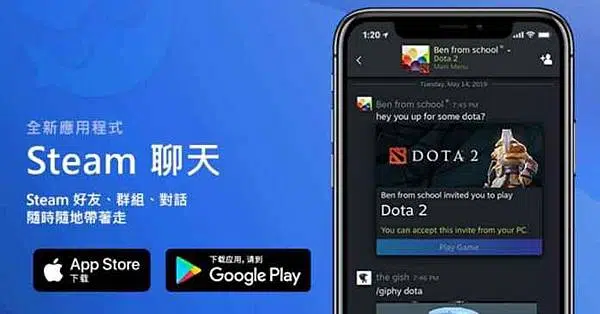 全新應用程式
Steam 聊天
Steam 好友、群組、對話
隨時隨地帶著走
App Store
下载
下载应用,请到
Google Play
1:20
Ben from school
Dota 2
Main Menu
Tuesday, May 14, 2019
Ben from school 7:45 PM
hey you up for some dota?
DOTA 2
Ben from school invited you to play
Dota 2
You can accept this invite from your PC.
Play Game
the gish 7:46 PM
/giphy dota